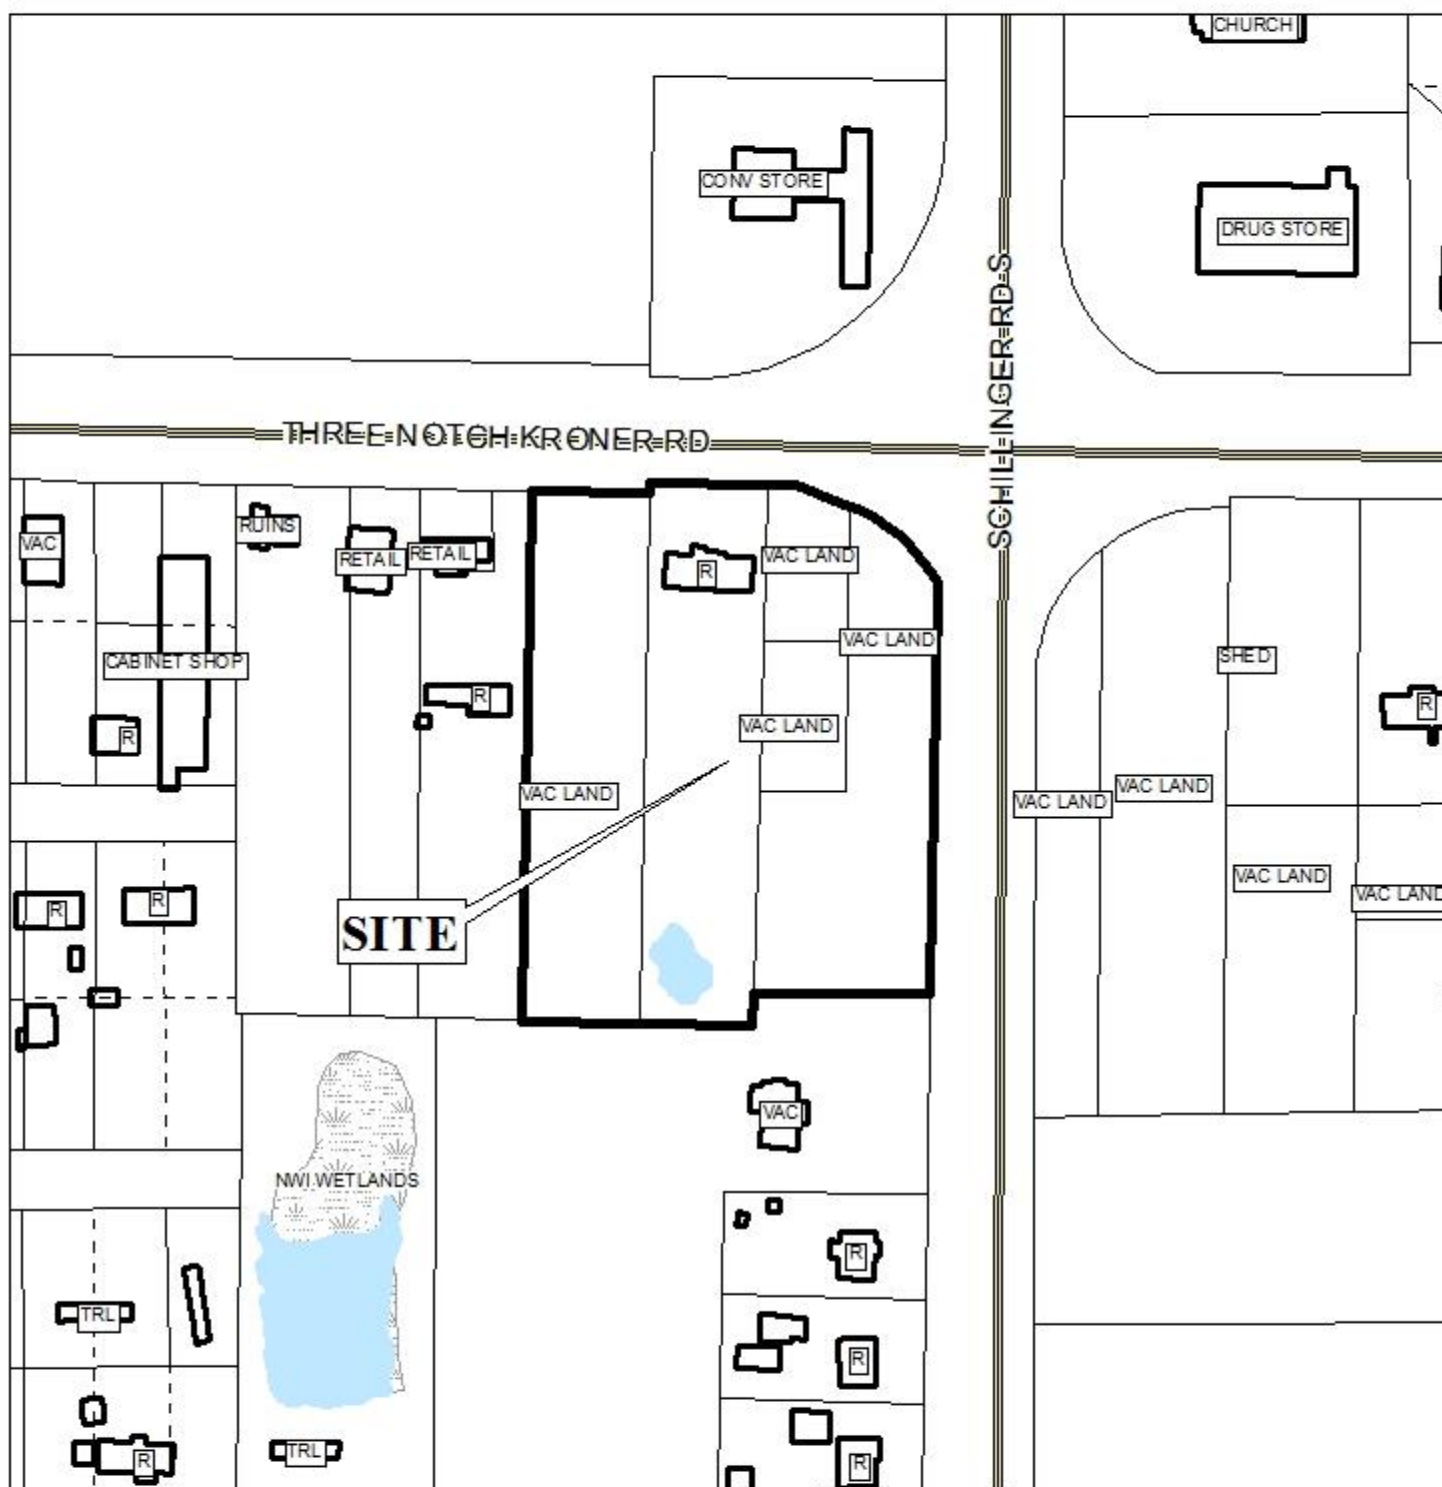 CHURCH
CONV STORE
DRUG STORE
SCHILLINGER RD S
THREE NOTCH-KRONER RD
RUINS
VAC
RETAIL
RETAIL
VAC LAND
R
VAC LAND
SHED
CABINET SHOP
R
R
R
VAC LAND
VAC LAND
VAC LAND
VAC LAND
VAC LAND
VAC LAND
R
R
SITE
VAC
NWI WETLANDS
R
TRL
R
TRL
R
R